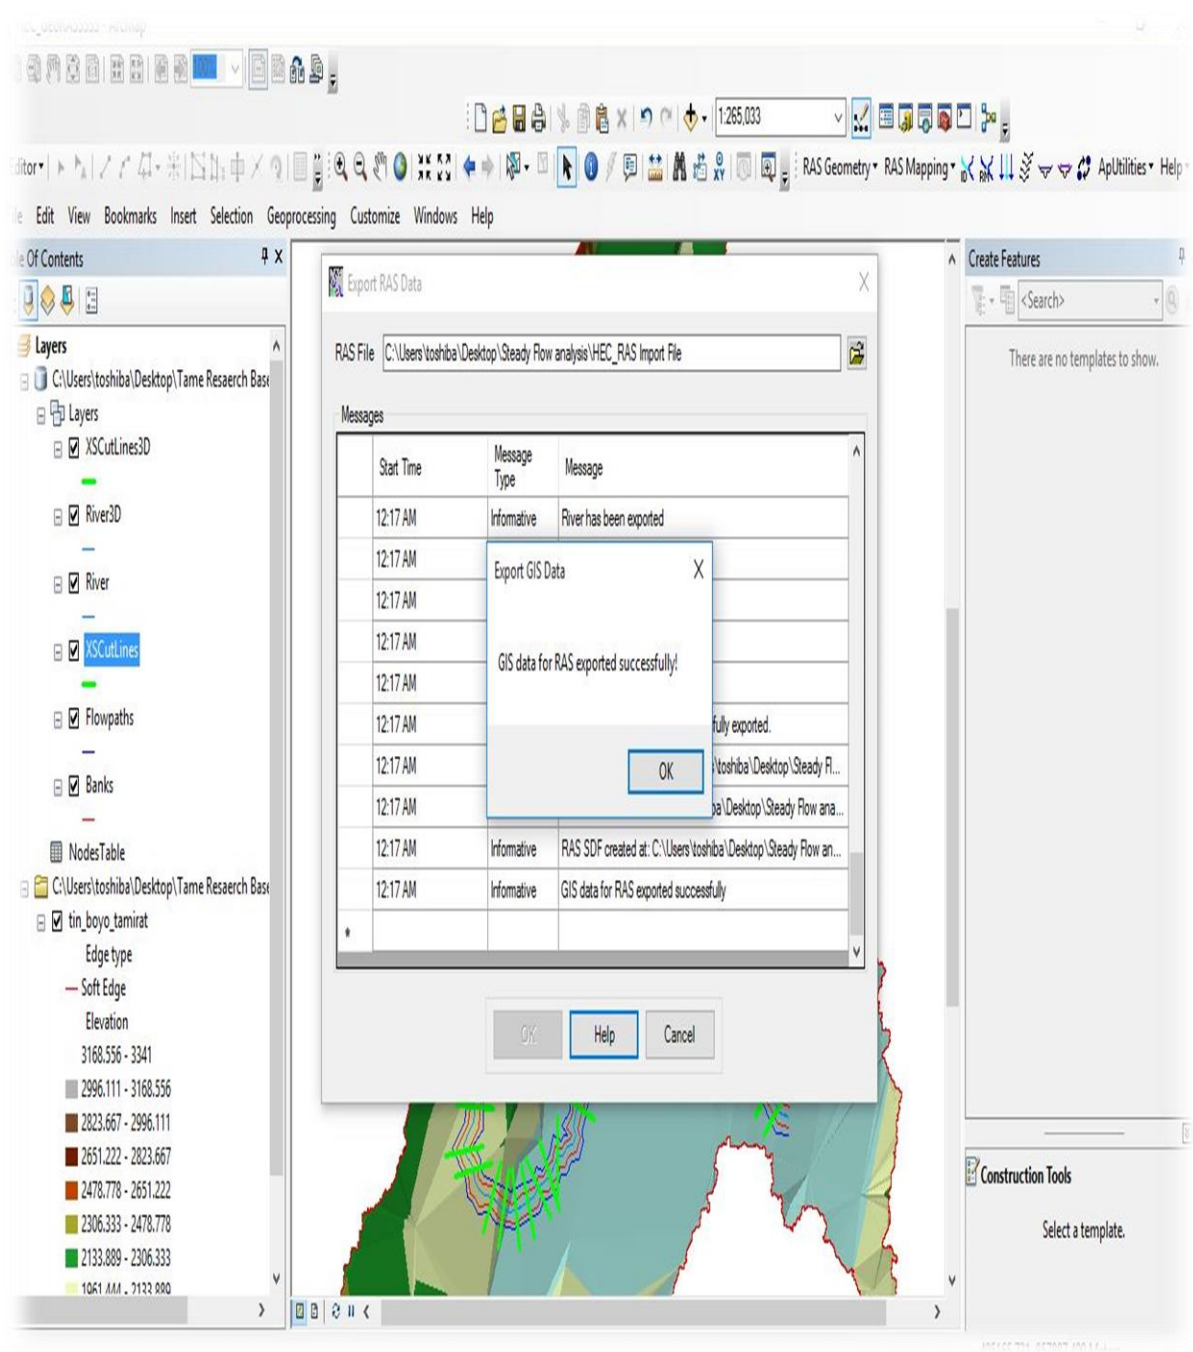 100%
1:265,033
RAS Geometry RAS Mapping ApUtilities Help
Edit View Bookmarks Insert Selection Geoprocessing Customize Windows Help
Of Contents
Layers
C:\Users\toshiba\Desktop\Tame Resaerch Base
Layers
XSCutLines3D
River3D
River
XSCutLines
Flowpaths
Banks
NodesTable
C:\Users\toshiba\Desktop\Tame Resaerch Base
tin_boyo_tamirat
Edge type
Soft Edge
Elevation
3168.556 - 3341
2996.111 - 3168.556
2823.667 - 2996.111
2651.222 - 2823.667
2478.778 - 2651.222
2306.333 - 2478.778
2133.889 - 2306.333
1961.444 - 2133.889
Export RAS Data
RAS File C:\Users\toshiba\Desktop\Steady Flow analysis\HEC_RAS Import File
Messages
Start Time Message Type Message
12:17 AM Informative River has been exported
12:17 AM
12:17 AM
12:17 AM
12:17 AM
12:17 AM fully exported.
12:17 AM \toshiba\Desktop\Steady Fl...
12:17 AM ba\Desktop\Steady Flow ana...
12:17 AM Informative RAS SDF created at: C:\Users\toshiba\Desktop\Steady Flow an...
12:17 AM Informative GIS data for RAS exported successfully
*
Export GIS Data
GIS data for RAS exported successfully!
OK
OK Help Cancel
Create Features
<Search>
There are no templates to show.
Construction Tools
Select a template.